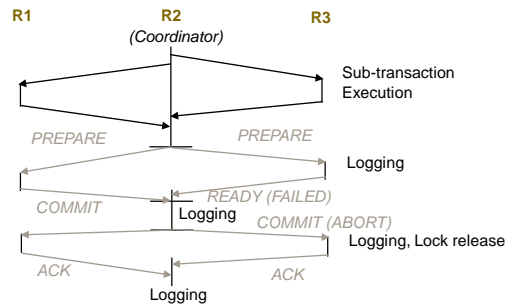 R1
R2
R3
(Coordinator)
Sub-transaction
Execution
PREPARE
PREPARE
Logging
READY (FAILED)
COMMIT
Logging
COMMIT (ABORT)
Logging, Lock release
ACK
ACK
Logging